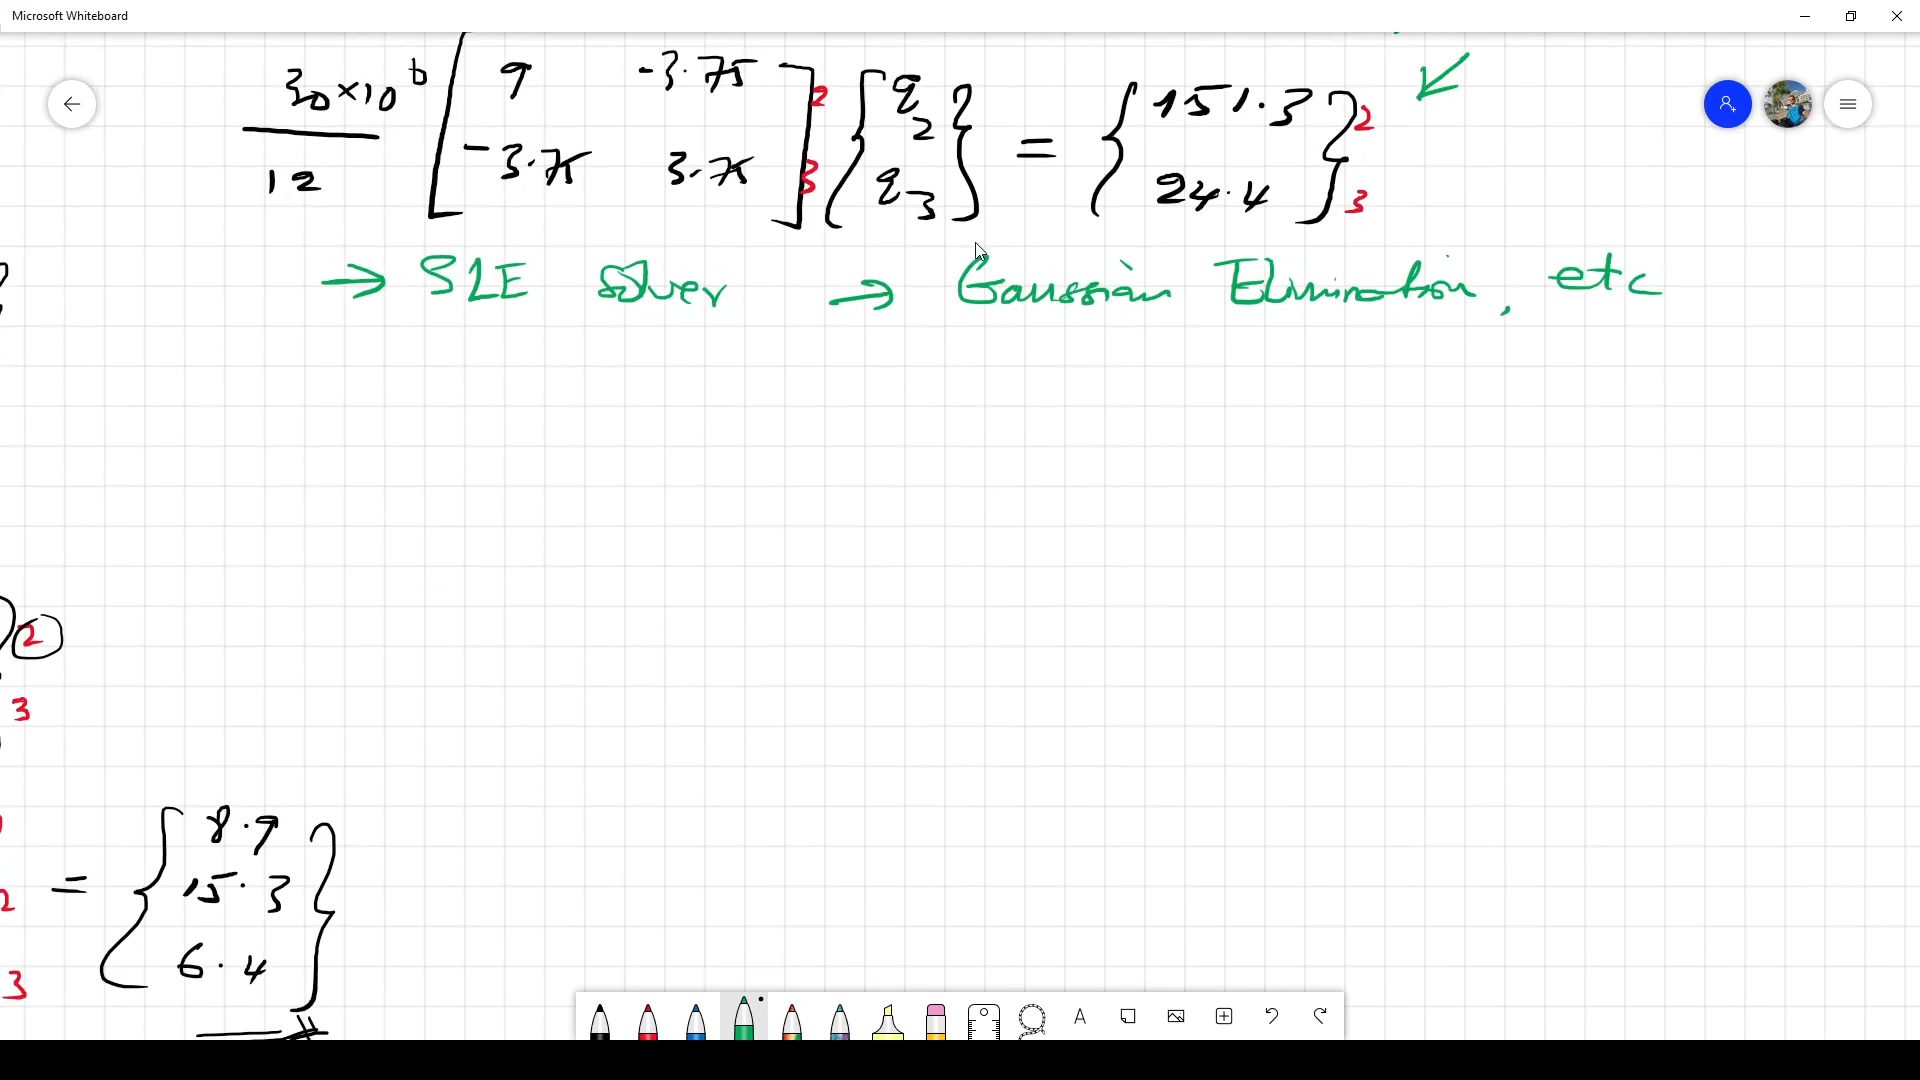 Microsoft Whiteboard
30×10^6 / 12 [ 9 -3.75 ] 2 { q2 } = { 151.3 } 2
[ -3.75 3.75 ] 3 { q3 } { 24.4 } 3
→ SLE Solver → Gaussian Elimination, etc
2
3
8.9
2 = 15.3
3 6.4
A